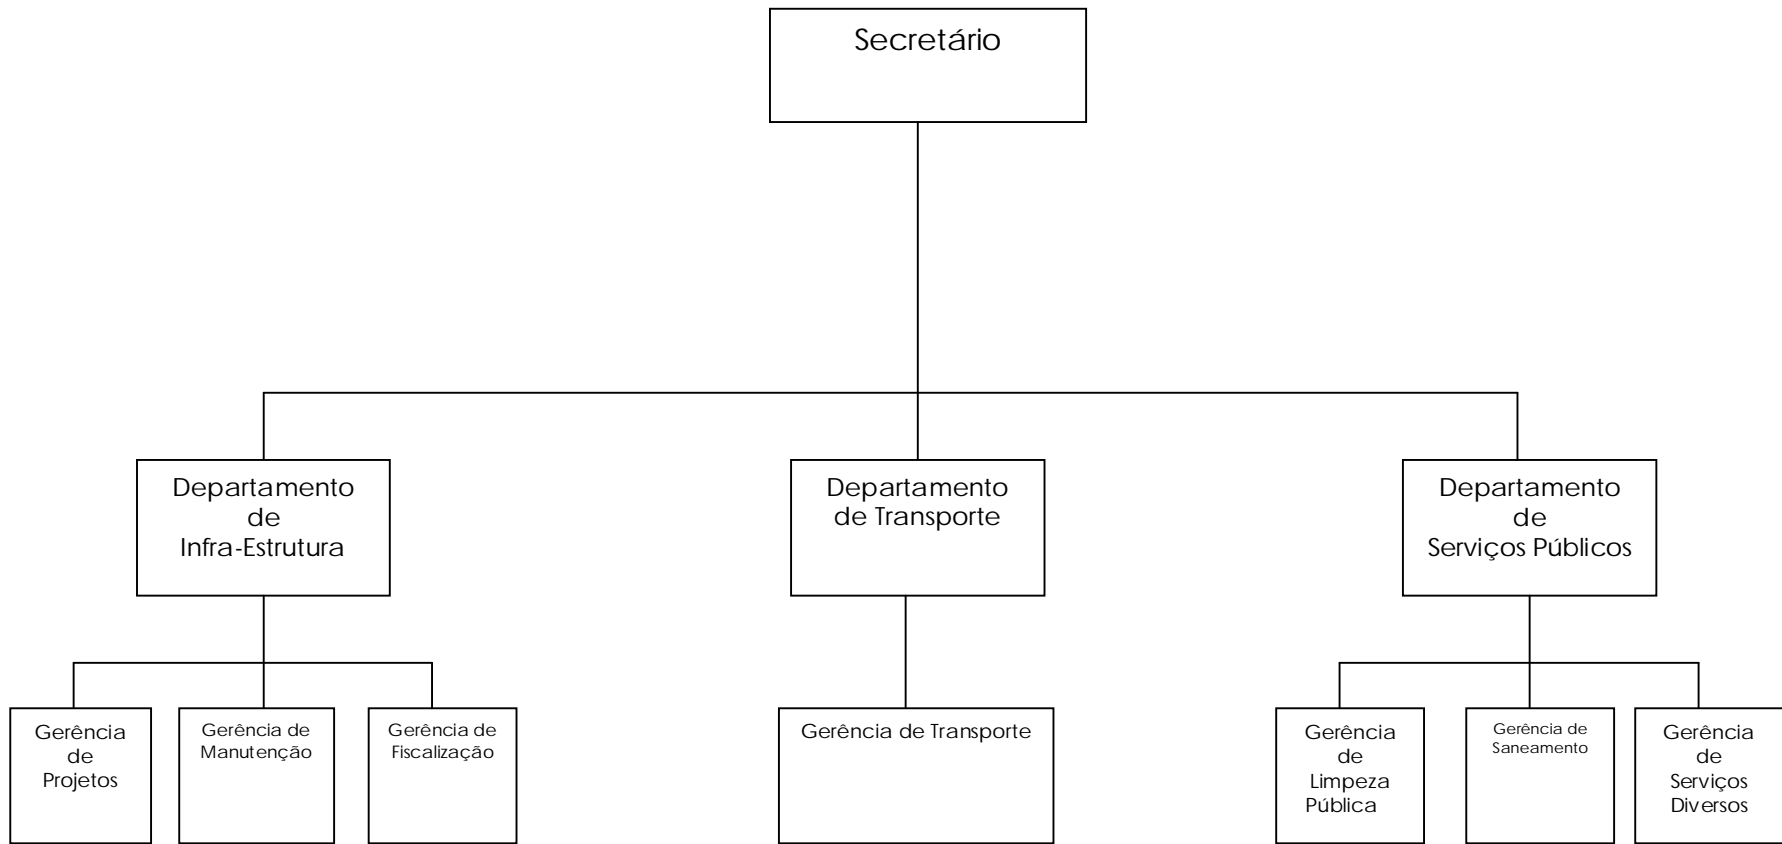 Secretário
Departamento
de
Infra-Estrutura
Departamento
de Transporte
Departamento
de
Serviços Públicos
Gerência
de
Projetos
Gerência de
Manutenção
Gerência de
Fiscalização
Gerência de Transporte
Gerência
de
Limpeza
Pública
Gerência de
Saneamento
Gerência
de
Serviços
Diversos